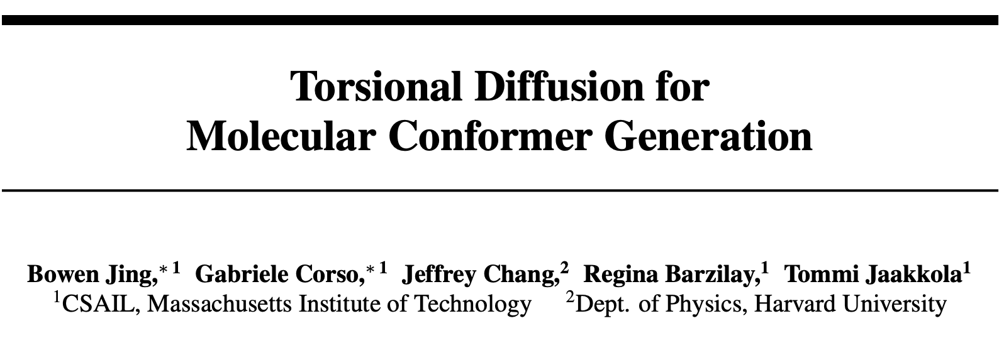 Torsional Diffusion for
Molecular Conformer Generation
Bowen Jing,*1 Gabriele Corso,*1 Jeffrey Chang,2 Regina Barzilay,1 Tommi Jaakkola1
1CSAIL, Massachusetts Institute of Technology 2Dept. of Physics, Harvard University